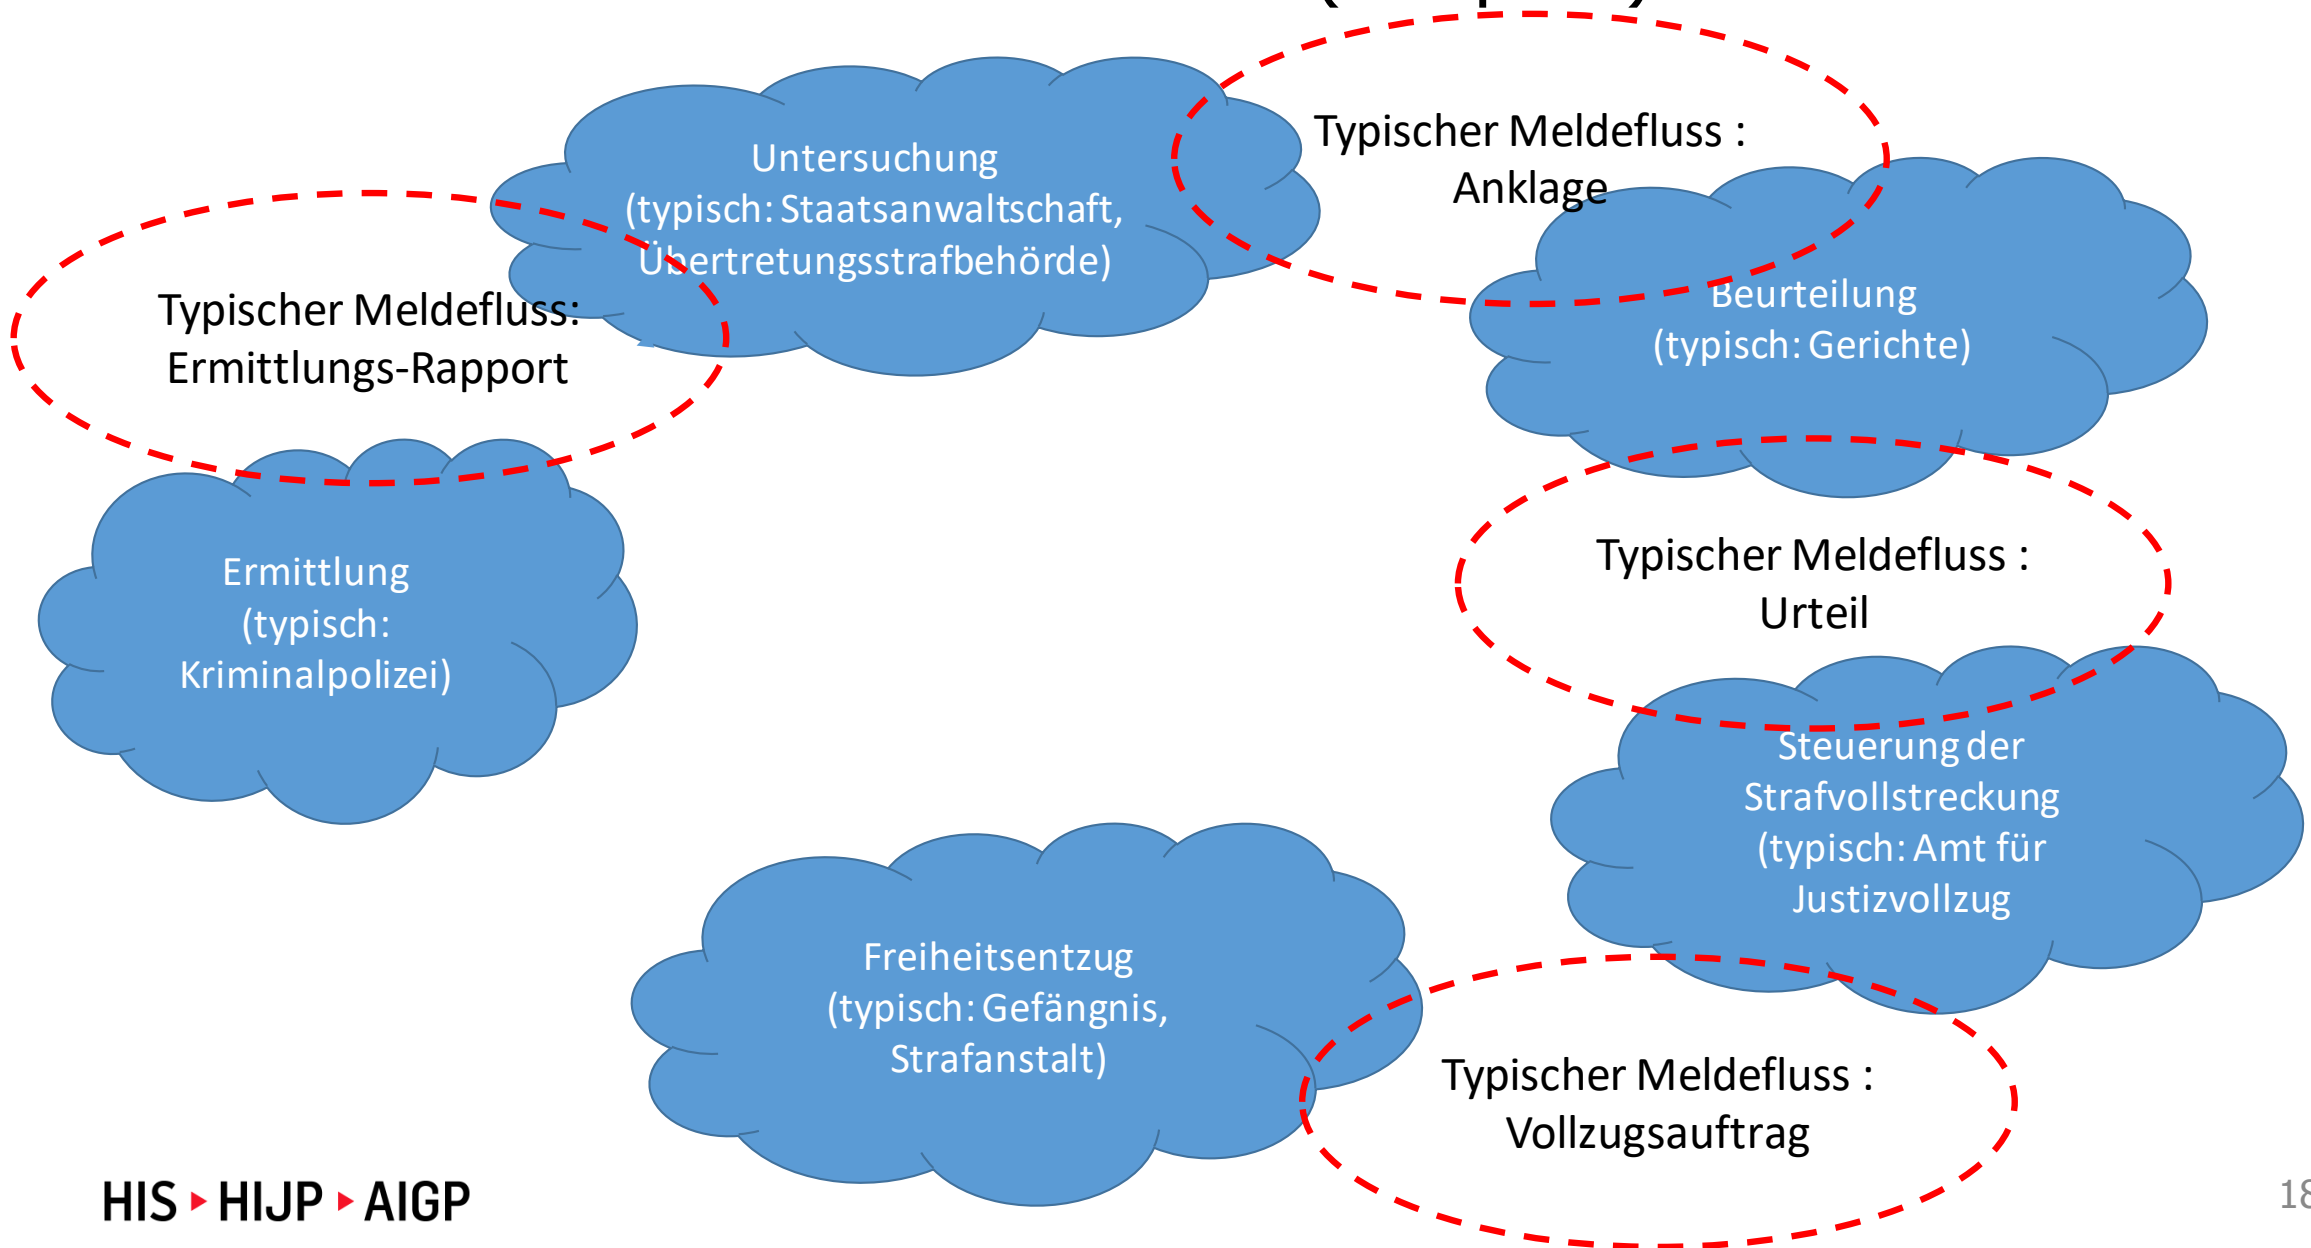 Typischer Meldefluss :
Anklage
Untersuchung
(typisch: Staatsanwaltschaft,
Übertretungsstrafbehörde)
Typischer Meldefluss:
Ermittlungs-Rapport
Beurteilung
(typisch: Gerichte)
Ermittlung
(typisch:
Kriminalpolizei)
Typischer Meldefluss :
Urteil
Steuerung der
Strafvollstreckung
(typisch: Amt für
Justizvollzug
Freiheitsentzug
(typisch: Gefängnis,
Strafanstalt)
Typischer Meldefluss :
Vollzugsauftrag
HIS ▸ HIJP ▸ AIGP
18